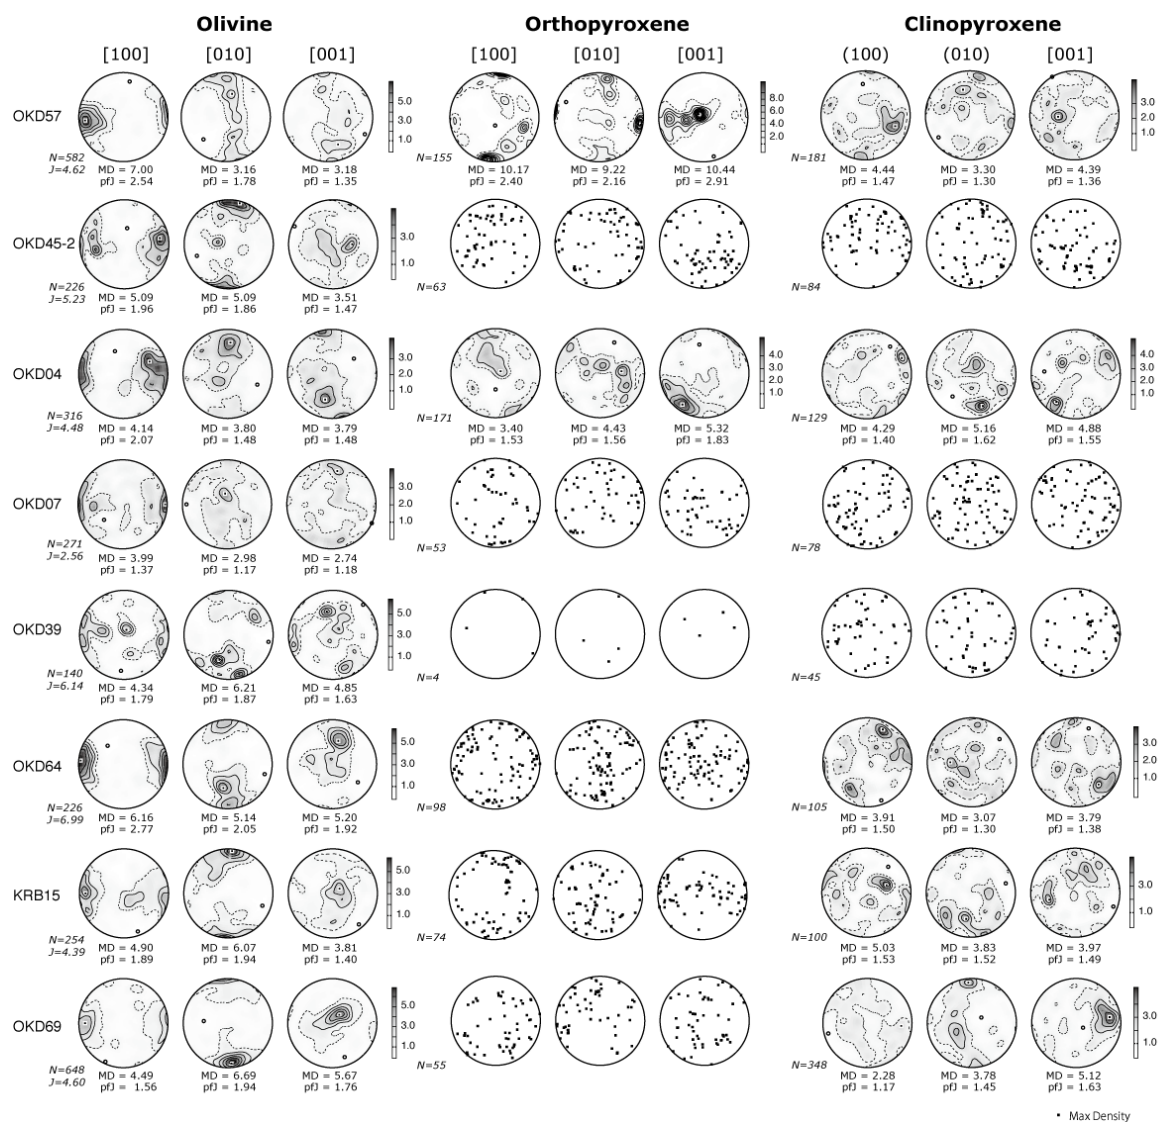 Olivine Orthopyroxene Clinopyroxene
[100] [010] [001] [100] [010] [001] (100) (010) [001]
OKD57
5.0 3.0 1.0
8.0 6.0 4.0 2.0
3.0 2.0 1.0
N=582 N=155 N=181
J=4.62
MD = 7.00 MD = 3.16 MD = 3.18 MD = 10.17 MD = 9.22 MD = 10.44 MD = 4.44 MD = 3.30 MD = 4.39
pfJ = 2.54 pfJ = 1.78 pfJ = 1.35 pfJ = 2.40 pfJ = 2.16 pfJ = 2.91 pfJ = 1.47 pfJ = 1.30 pfJ = 1.36
OKD45-2
3.0 1.0
N=226 N=63 N=84
J=5.23
MD = 5.09 MD = 5.09 MD = 3.51
pfJ = 1.96 pfJ = 1.86 pfJ = 1.47
OKD04
3.0 2.0 1.0
4.0 3.0 2.0 1.0
4.0 3.0 2.0 1.0
N=316 N=171 N=129
J=4.48
MD = 4.14 MD = 3.80 MD = 3.79 MD = 3.40 MD = 4.43 MD = 5.32 MD = 4.29 MD = 5.16 MD = 4.88
pfJ = 2.07 pfJ = 1.48 pfJ = 1.48 pfJ = 1.53 pfJ = 1.56 pfJ = 1.83 pfJ = 1.40 pfJ = 1.62 pfJ = 1.55
OKD07
3.0 2.0 1.0
N=271 N=53 N=78
J=2.56
MD = 3.99 MD = 2.98 MD = 2.74
pfJ = 1.37 pfJ = 1.17 pfJ = 1.18
OKD39
5.0 3.0 1.0
N=140 N=4 N=45
J=6.14
MD = 4.34 MD = 6.21 MD = 4.85
pfJ = 1.79 pfJ = 1.87 pfJ = 1.63
OKD64
5.0 3.0 1.0
3.0 2.0 1.0
N=226 N=98 N=105
J=6.99
MD = 6.16 MD = 5.14 MD = 5.20 MD = 3.91 MD = 3.07 MD = 3.79
pfJ = 2.77 pfJ = 2.05 pfJ = 1.92 pfJ = 1.50 pfJ = 1.30 pfJ = 1.38
KRB15
5.0 3.0 1.0
3.0 1.0
N=254 N=74 N=100
J=4.39
MD = 4.90 MD = 6.07 MD = 3.81 MD = 5.03 MD = 3.83 MD = 3.97
pfJ = 1.89 pfJ = 1.94 pfJ = 1.40 pfJ = 1.53 pfJ = 1.52 pfJ = 1.49
OKD69
5.0 3.0 1.0
3.0 1.0
N=648 N=55 N=348
J=4.60
MD = 4.49 MD = 6.69 MD = 5.67 MD = 2.28 MD = 3.78 MD = 5.12
pfJ = 1.56 pfJ = 1.94 pfJ = 1.76 pfJ = 1.17 pfJ = 1.45 pfJ = 1.63
Max Density